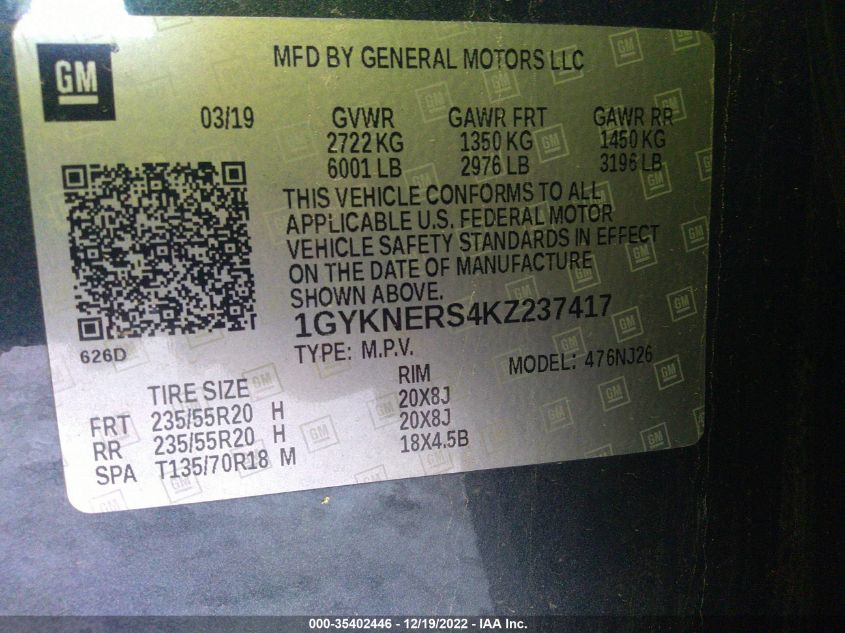 GM
MFD BY GENERAL MOTORS LLC
03/19 GVWR GAWR FRT GAWR RR
2722 KG 1350 KG 1450 KG
6001 LB 2976 LB 3196 LB
THIS VEHICLE CONFORMS TO ALL
APPLICABLE U.S. FEDERAL MOTOR
VEHICLE SAFETY STANDARDS IN EFFECT
ON THE DATE OF MANUFACTURE
SHOWN ABOVE.
1GYKNERS4KZ237417
626D
TYPE: M.P.V. MODEL: 476NJ26
TIRE SIZE RIM
FRT 235/55R20 H 20X8J
RR 235/55R20 H 20X8J
SPA T135/70R18 M 18X4.5B
000-35402446 - 12/19/2022 - IAA Inc.